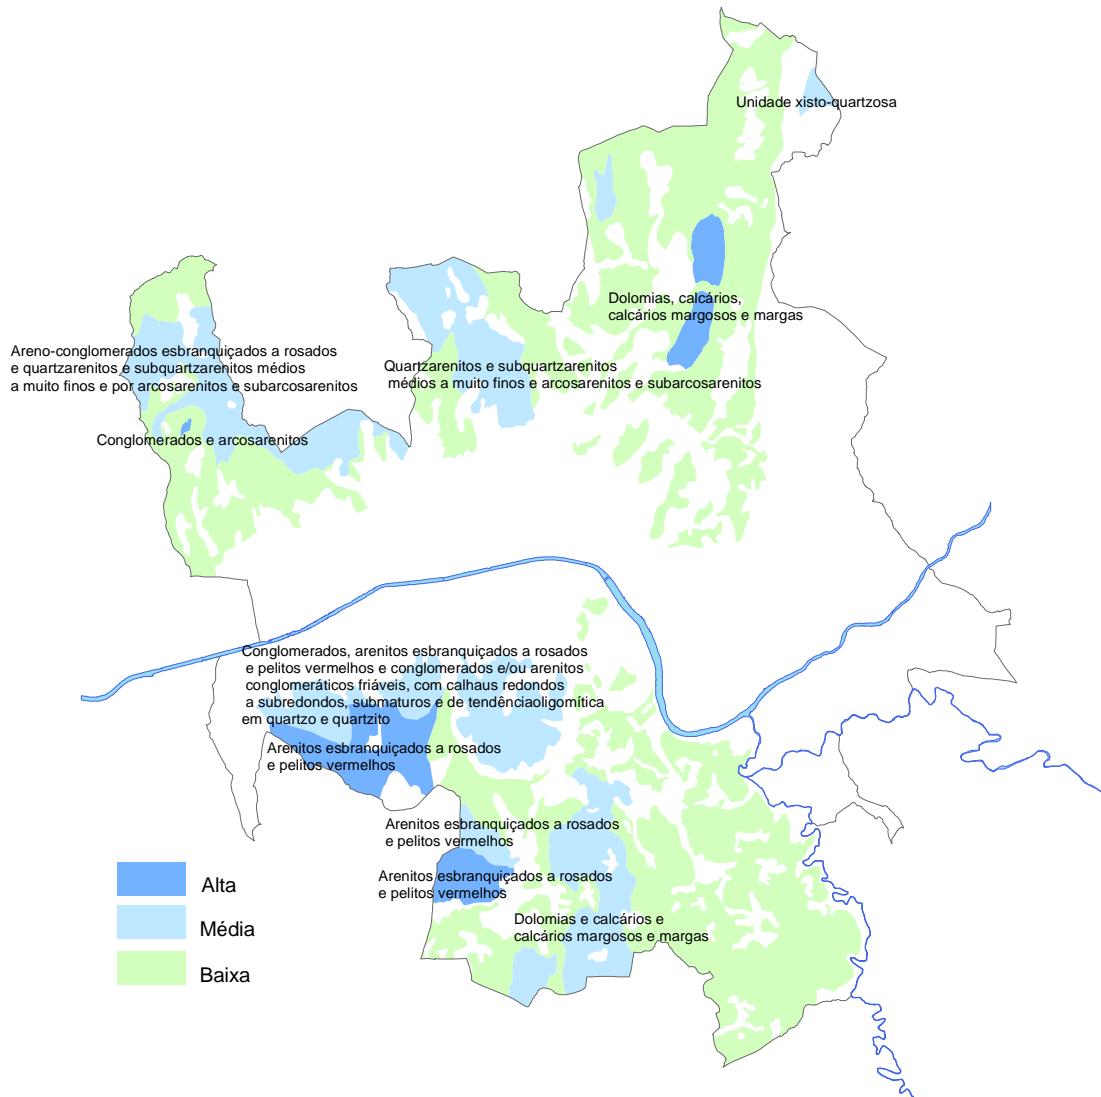 Unidade xisto-quartzosa
Dolomias, calcários,
calcários margosos e margas
Areno-conglomerados esbranquiçados a rosados
e quartzarenitos e subquartzarenitos médios
a muito finos e por arcosarenitos e subarcosarenitos
Quartzarenitos e subquartzarenitos
médios a muito finos e arcosarenitos e subarcosarenitos
Conglomerados e arcosarenitos
Conglomerados, arenitos esbranquiçados a rosados
e pelitos vermelhos e conglomerados e/ou arenitos
conglomeráticos friáveis, com calhaus redondos
a subredondos, submaturos e de tendênciaoligomítica
em quartzo e quartzito
Arenitos esbranquiçados a rosados
e pelitos vermelhos
Arenitos esbranquiçados a rosados
e pelitos vermelhos
Arenitos esbranquiçados a rosados
e pelitos vermelhos
Dolomias e calcários e
calcários margosos e margas
Alta
Média
Baixa